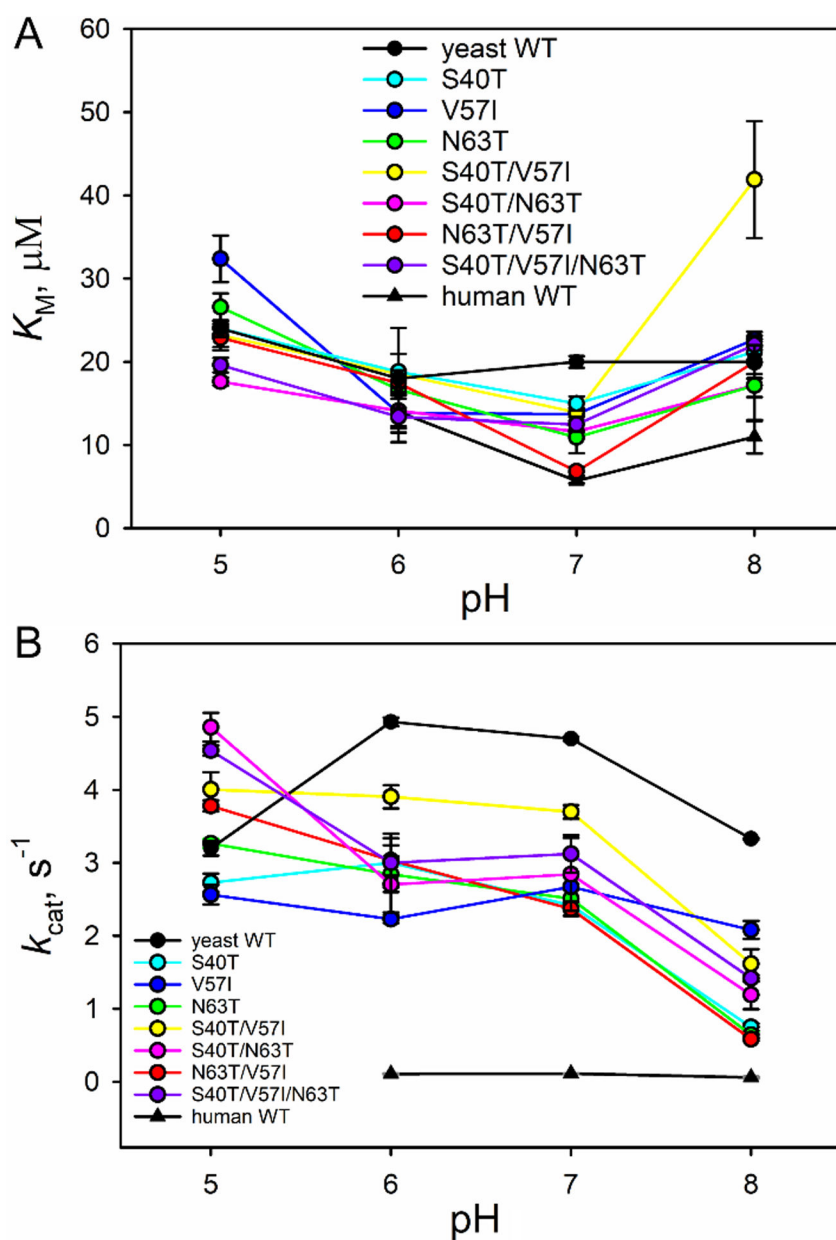 A
60
50
40
30
20
10
0
K_M, μM
yeast WT
S40T
V57I
N63T
S40T/V57I
S40T/N63T
N63T/V57I
S40T/V57I/N63T
human WT
5 6 7 8
pH
B
6
5
4
3
2
1
0
k_cat, s⁻¹
yeast WT
S40T
V57I
N63T
S40T/V57I
S40T/N63T
N63T/V57I
S40T/V57I/N63T
human WT
5 6 7 8
pH